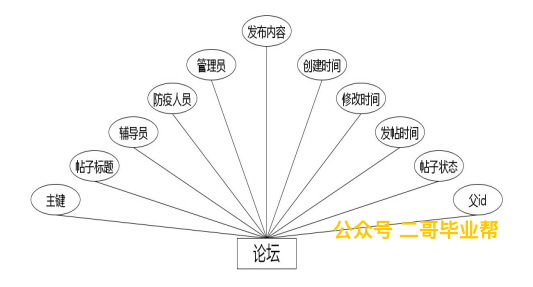 发布内容
管理员
创建时间
防疫人员
修改时间
辅导员
发帖时间
帖子标题
帖子状态
主键
父id
公众号 二哥毕业帮
论坛